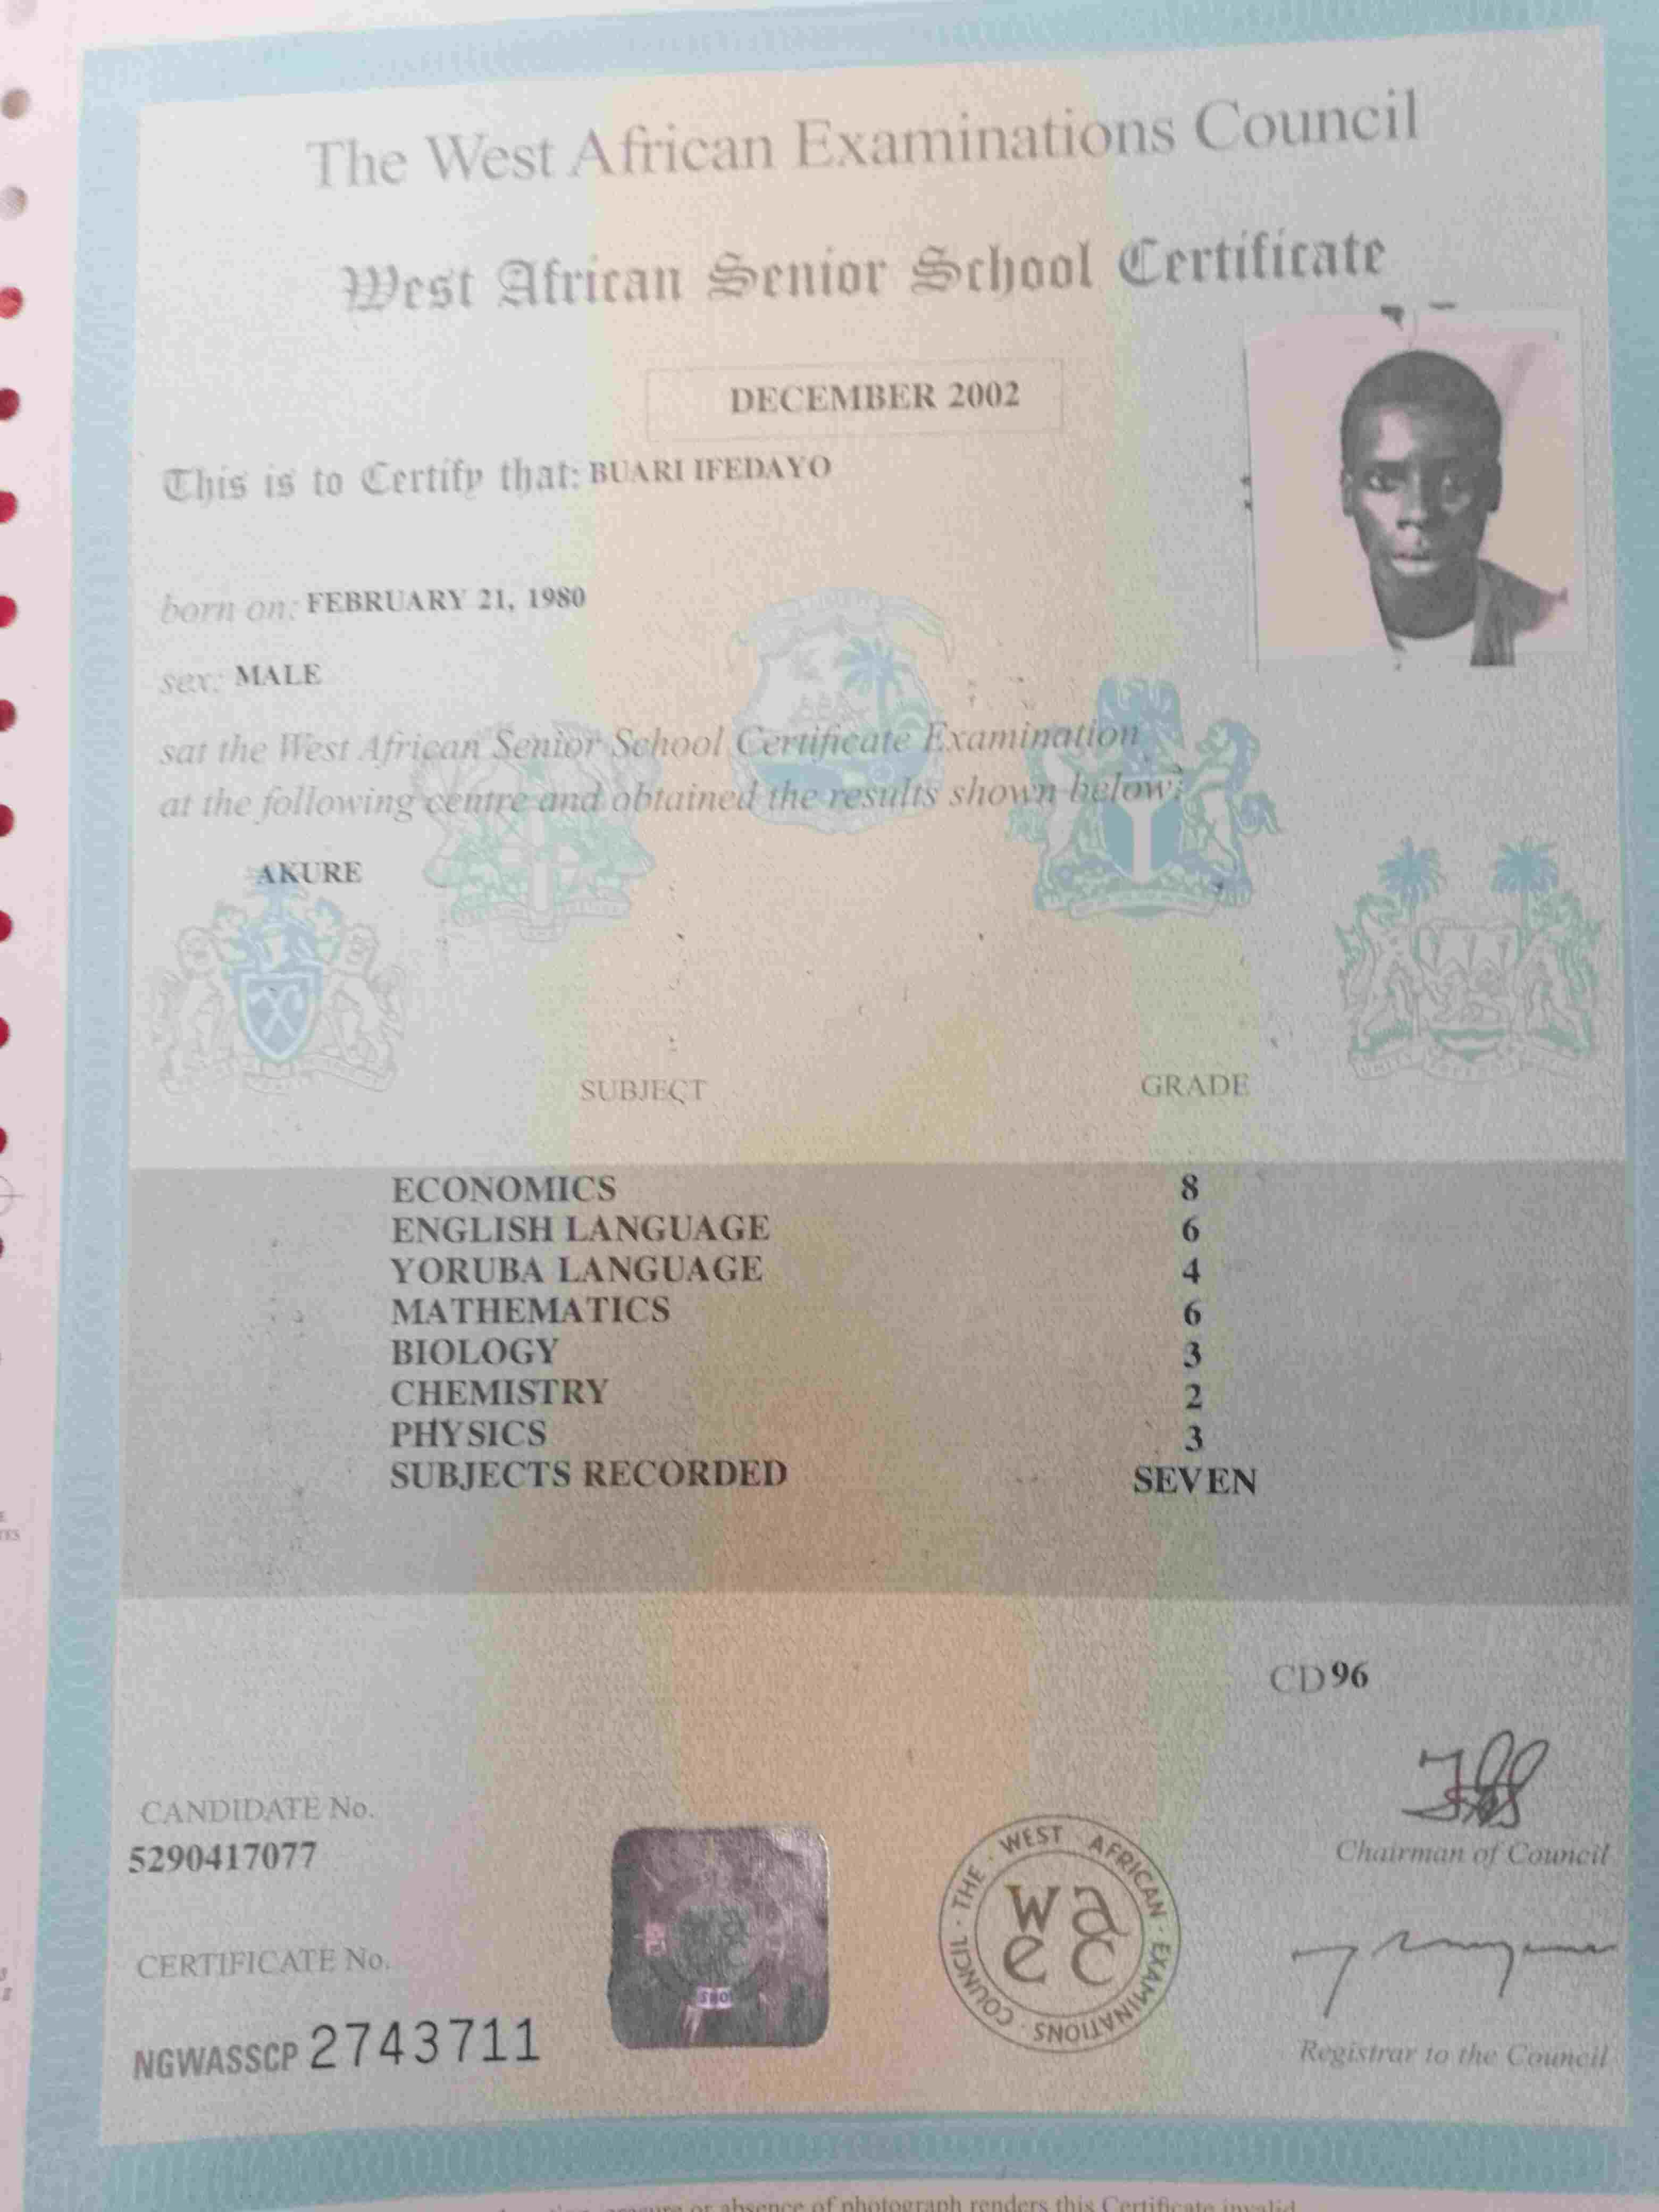 The West African Examinations Council
West African Senior School Certificate
DECEMBER 2002
This is to Certify that: BUARI IFEDAYO
born on: FEBRUARY 21, 1980
sex: MALE
sat the West African Senior School Certificate Examination
at the following centre and obtained the results shown below:
AKURE
SUBJECT GRADE
ECONOMICS 8
ENGLISH LANGUAGE 6
YORUBA LANGUAGE 4
MATHEMATICS 6
BIOLOGY 3
CHEMISTRY 2
PHYSICS 3
SUBJECTS RECORDED SEVEN
CD 96
CANDIDATE No.
5290417077
CERTIFICATE No.
NGWASSCP 2743711
THE · WEST · AFRICAN · EXAMINATIONS · COUNCIL ·
waec
Chairman of Council
Registrar to the Council
or absence of photograph renders this Certificate invalid